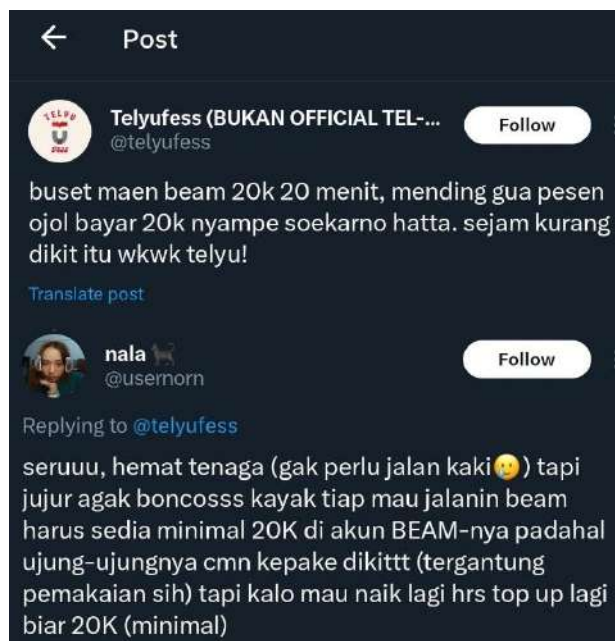 Post
Telyufess (BUKAN OFFICIAL TEL-...
Follow
@telyufess
buset maen beam 20k 20 menit, mending gua pesen
ojol bayar 20k nyampe soekarno hatta. sejam kurang
dikit itu wkwk telyu!
Translate post
nala 🐈‍⬛
Follow
@usernorn
Replying to @telyufess
seruuu, hemat tenaga (gak perlu jalan kaki🥲) tapi
jujur agak boncosss kayak tiap mau jalanin beam
harus sedia minimal 20K di akun BEAM-nya padahal
ujung-ujungnya cmn kepake dikittt (tergantung
pemakaian sih) tapi kalo mau naik lagi hrs top up lagi
biar 20K (minimal)